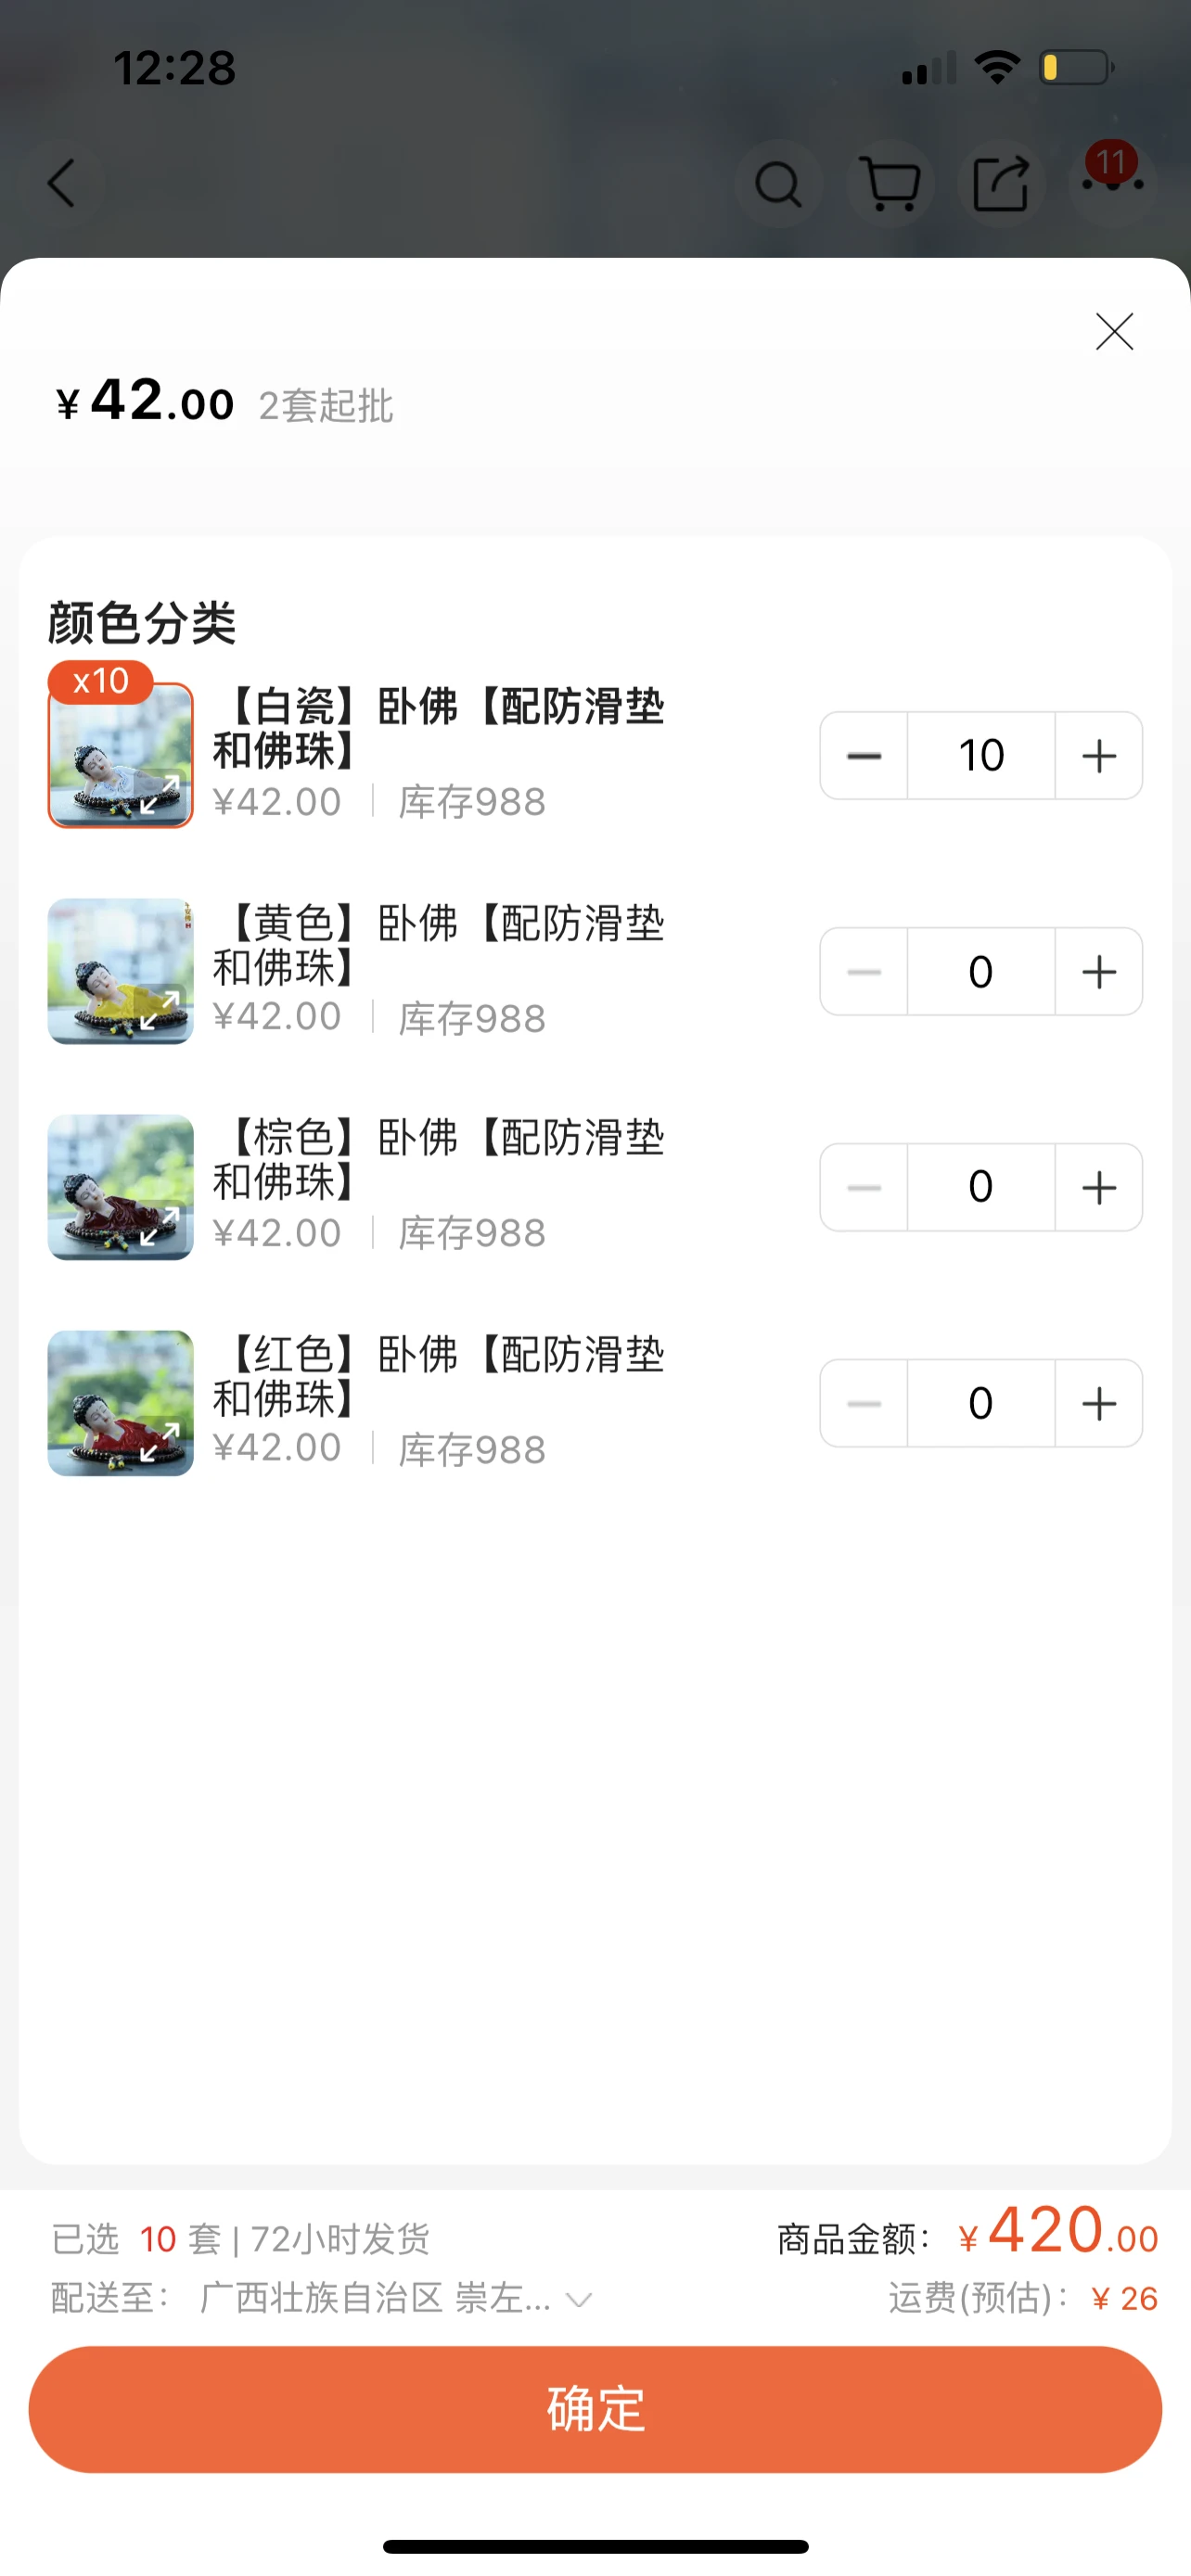 12:28
11
¥42.00 2套起批
颜色分类
x10
【白瓷】卧佛【配防滑垫
和佛珠】
¥42.00 库存988
10
【黄色】卧佛【配防滑垫
和佛珠】
¥42.00 库存988
0
【棕色】卧佛【配防滑垫
和佛珠】
¥42.00 库存988
0
【红色】卧佛【配防滑垫
和佛珠】
¥42.00 库存988
0
已选 10 套 | 72小时发货
商品金额：¥420.00
配送至： 广西壮族自治区 崇左...
运费(预估)：¥ 26
确定